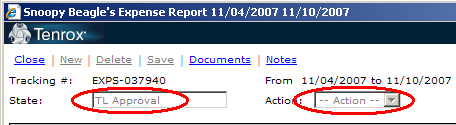 Snoopy Beagle's Expense Report 11/04/2007 11/10/2007
Tenrox™
Close | New | Delete | Save | Documents | Notes
Tracking #: EXPS-037940 From 11/04/2007 to 11/10/2007
State: TL Approval Action: -- Action --